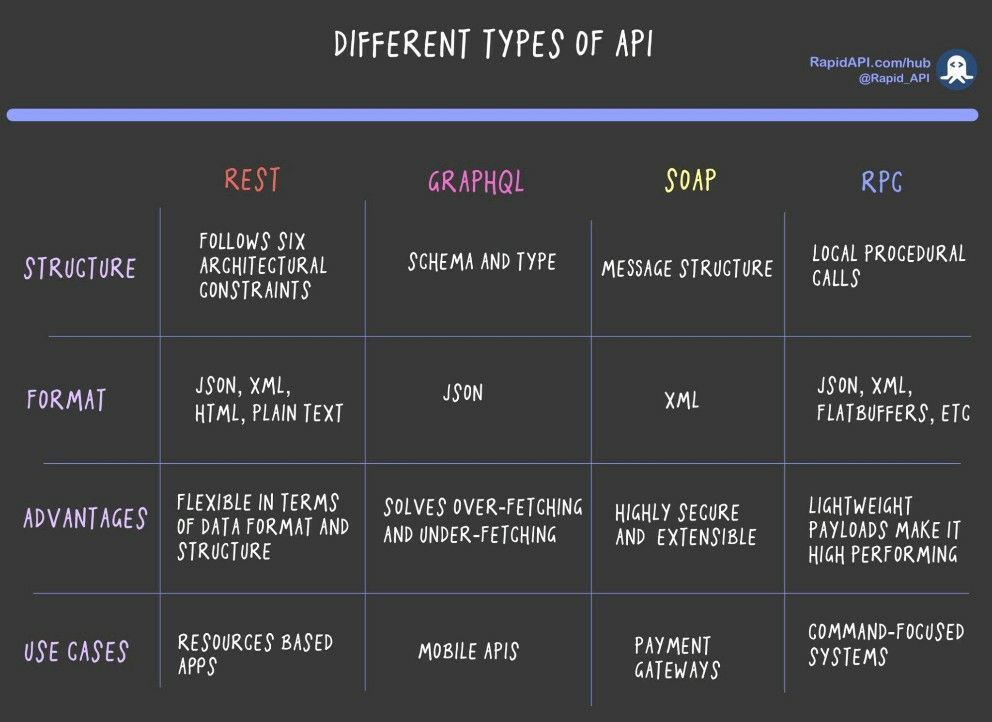 DIFFERENT TYPES OF API
RapidAPI.com/hub
@Rapid_API
REST
GRAPHQL
SOAP
RPC
STRUCTURE
FOLLOWS SIX
ARCHITECTURAL
CONSTRAINTS
SCHEMA AND TYPE
MESSAGE STRUCTURE
LOCAL PROCEDURAL
CALLS
FORMAT
JSON, XML,
HTML, PLAIN TEXT
JSON
XML
JSON, XML,
FLATBUFFERS, ETC
ADVANTAGES
FLEXIBLE IN TERMS
OF DATA FORMAT AND
STRUCTURE
SOLVES OVER-FETCHING
AND UNDER-FETCHING
HIGHLY SECURE
AND EXTENSIBLE
LIGHTWEIGHT
PAYLOADS MAKE IT
HIGH PERFORMING
USE CASES
RESOURCES BASED
APPS
MOBILE APIS
PAYMENT
GATEWAYS
COMMAND-FOCUSED
SYSTEMS